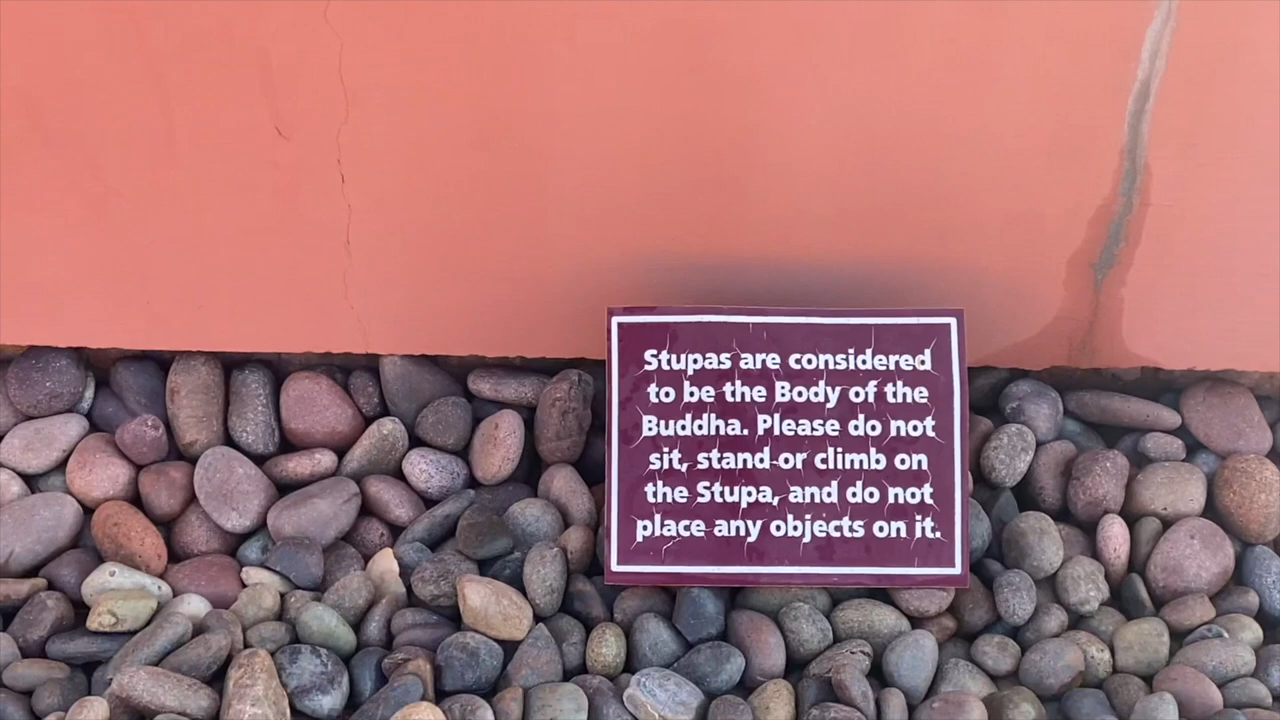 Stupas are considered
to be the Body of the
Buddha. Please do not
sit, stand or climb on
the Stupa, and do not
place any objects on it.